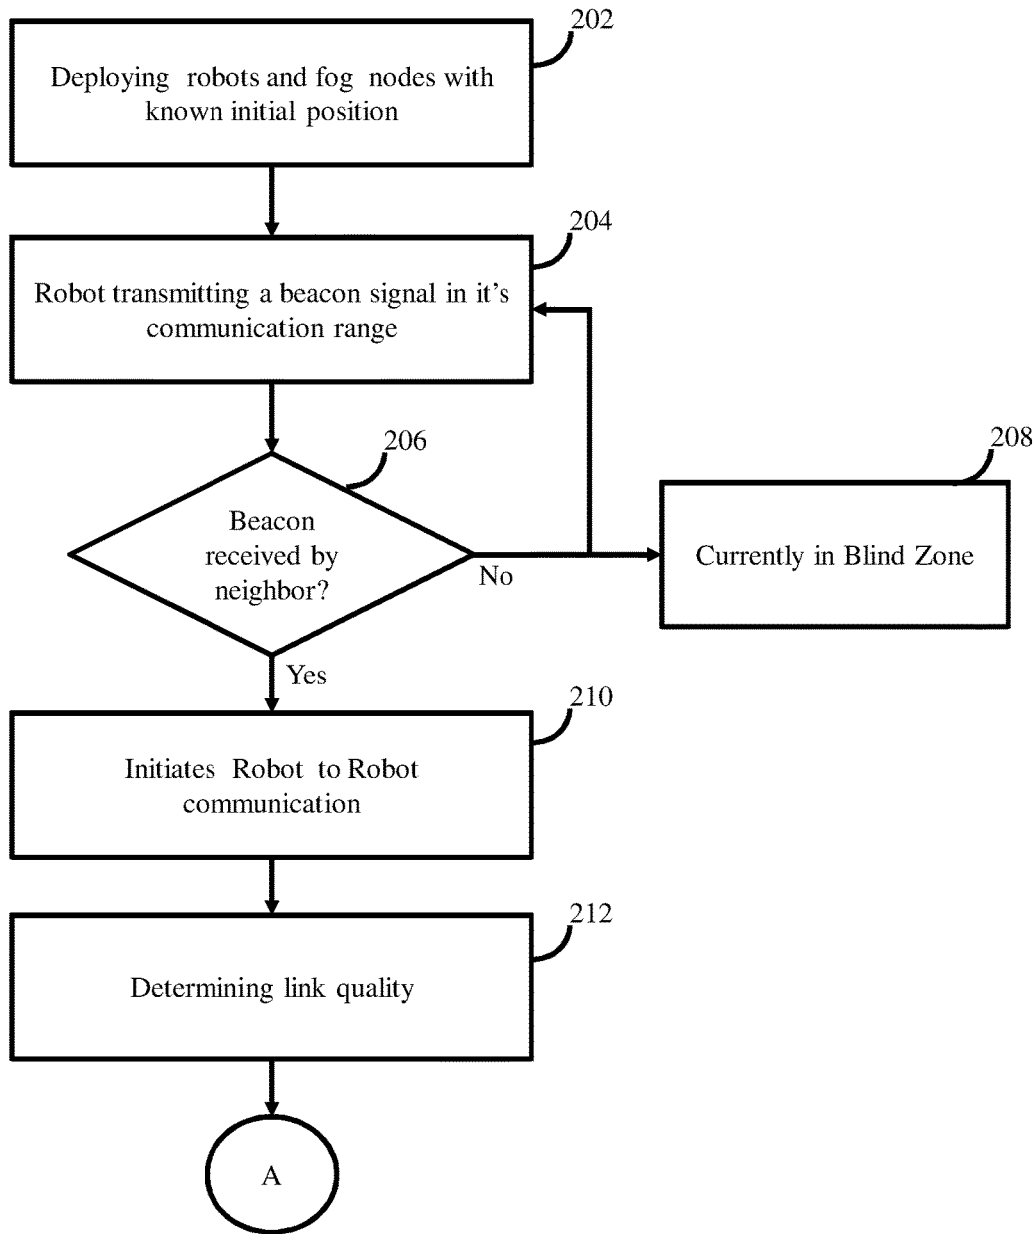 202
Deploying robots and fog nodes with
known initial position
204
Robot transmitting a beacon signal in it's
communication range
206
Beacon
received by
neighbor?
No
208
Currently in Blind Zone
Yes
210
Initiates Robot to Robot
communication
212
Determining link quality
A